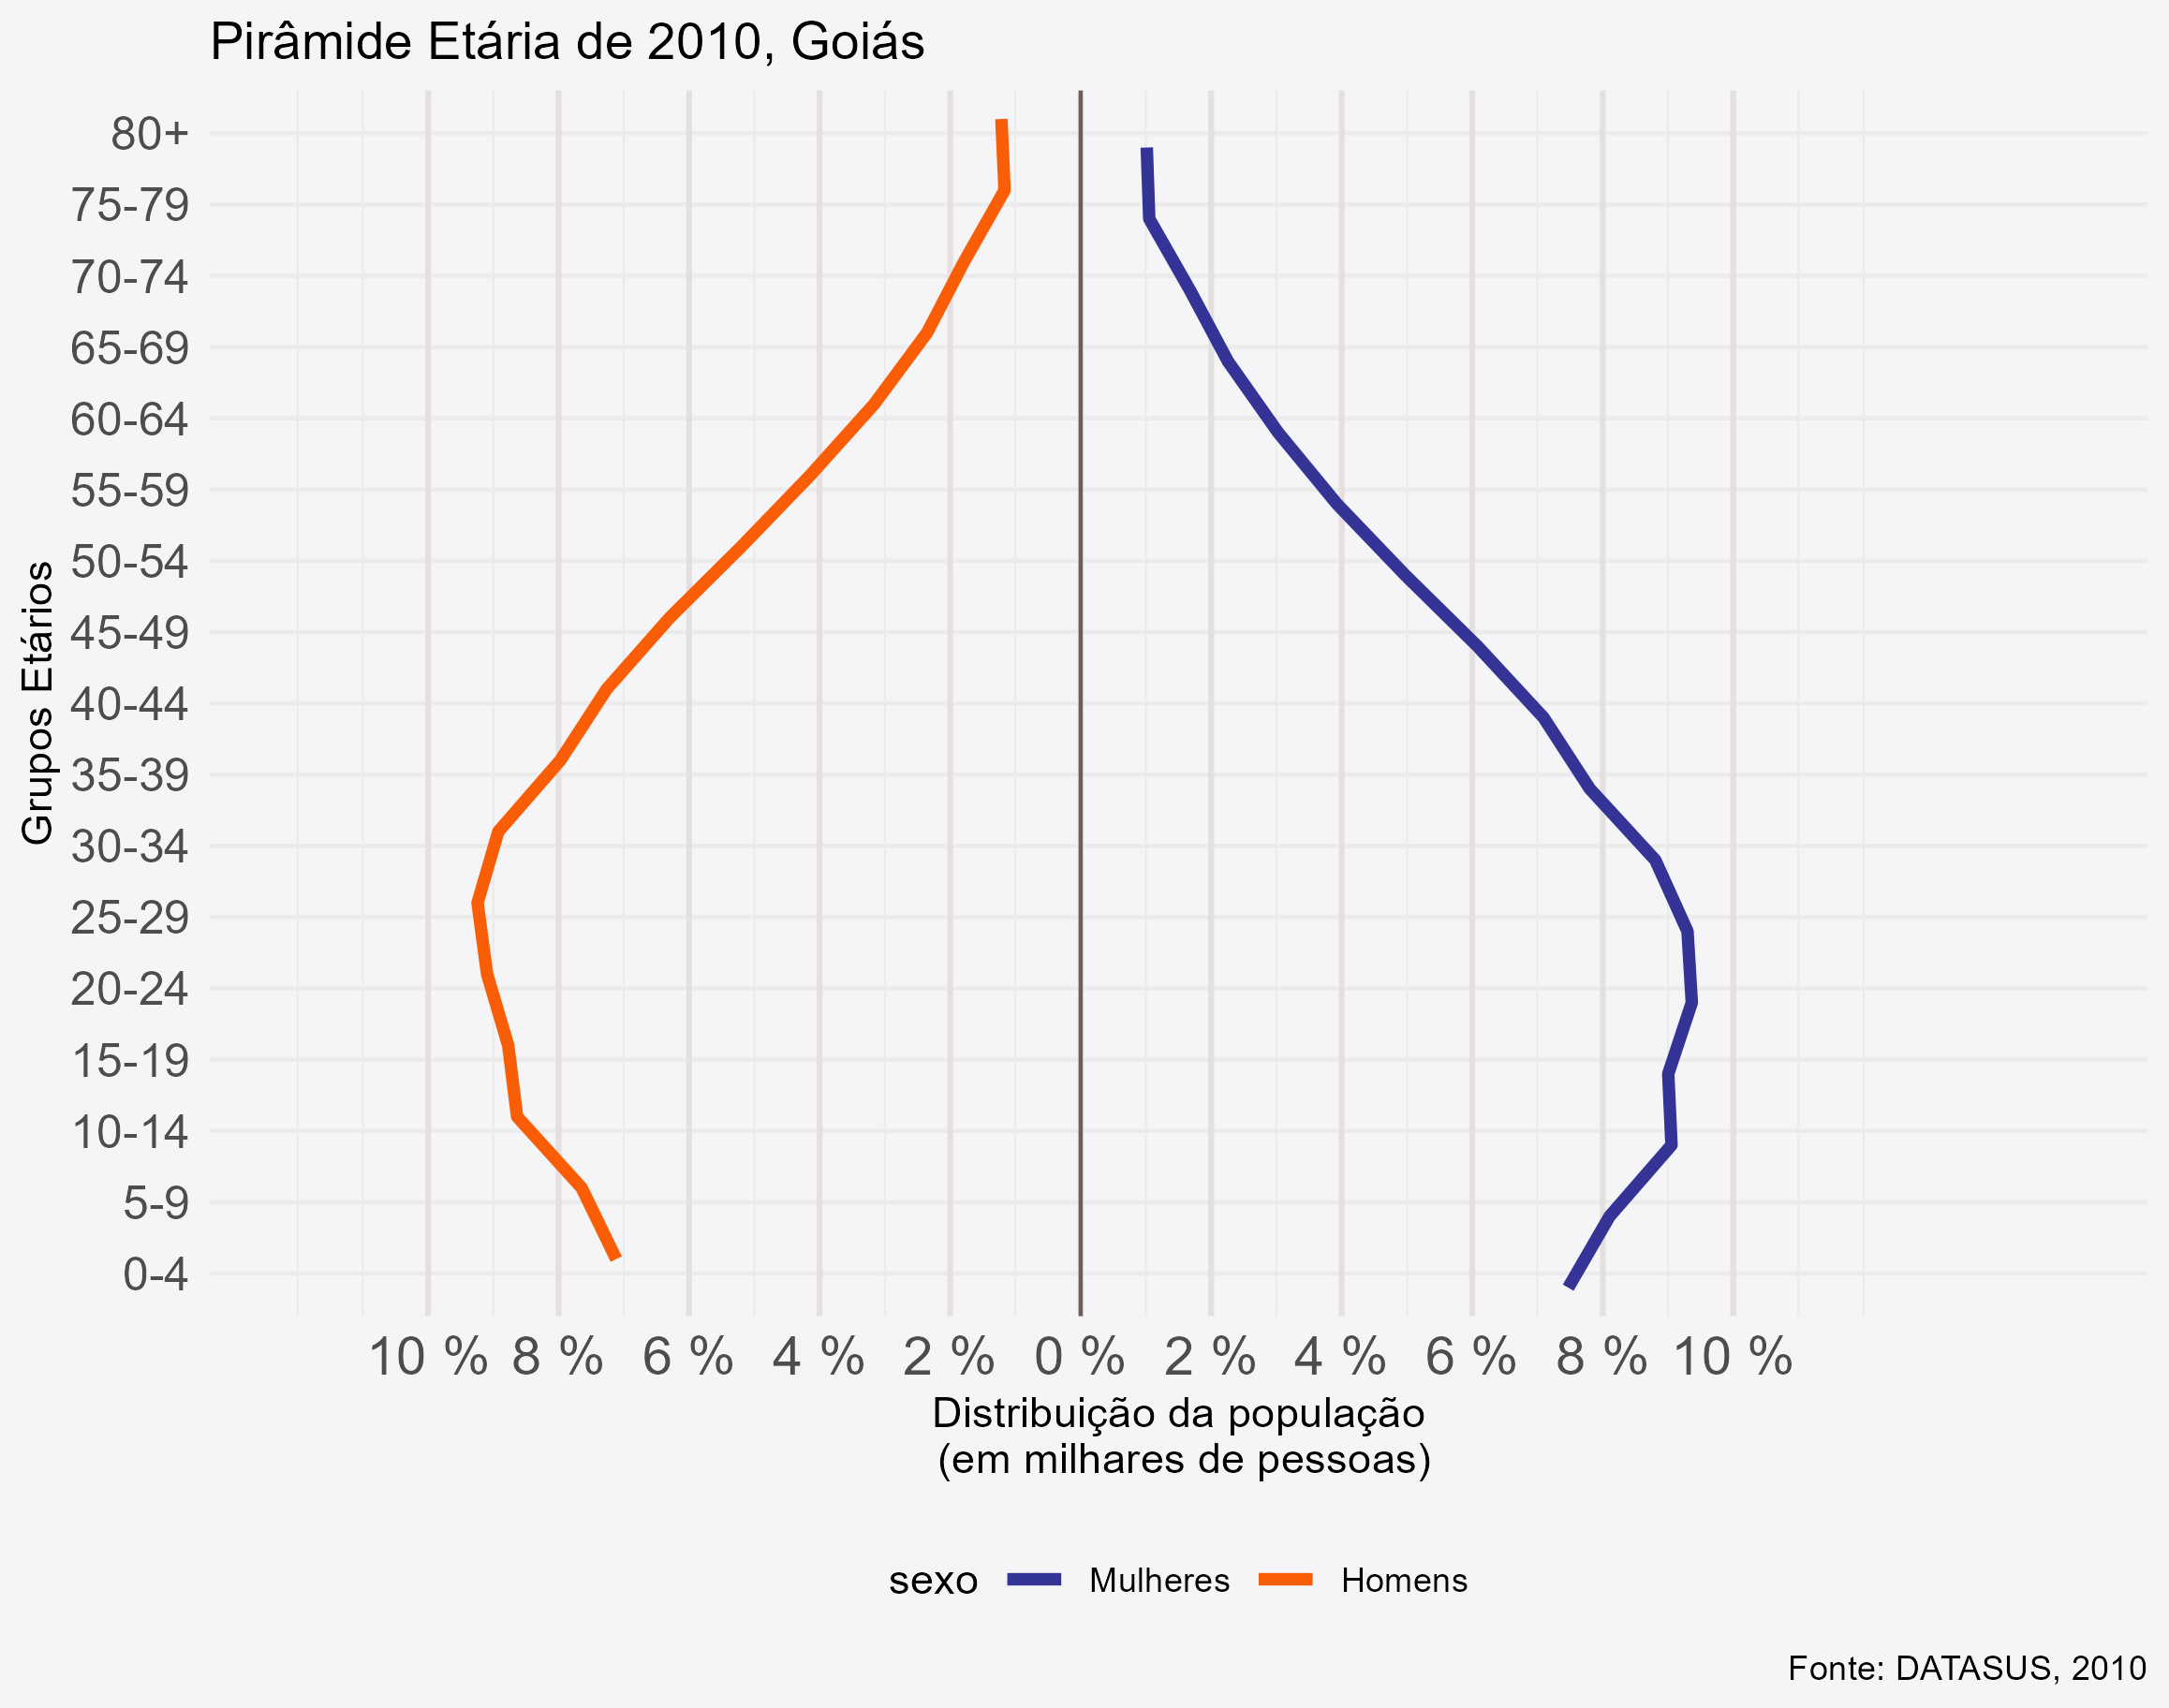 Pirâmide Etária de 2010, Goiás
Grupos Etários
80+
75-79
70-74
65-69
60-64
55-59
50-54
45-49
40-44
35-39
30-34
25-29
20-24
15-19
10-14
5-9
0-4
10 % 8 % 6 % 4 % 2 % 0 % 2 % 4 % 6 % 8 % 10 %
Distribuição da população
(em milhares de pessoas)
sexo Mulheres Homens
Fonte: DATASUS, 2010